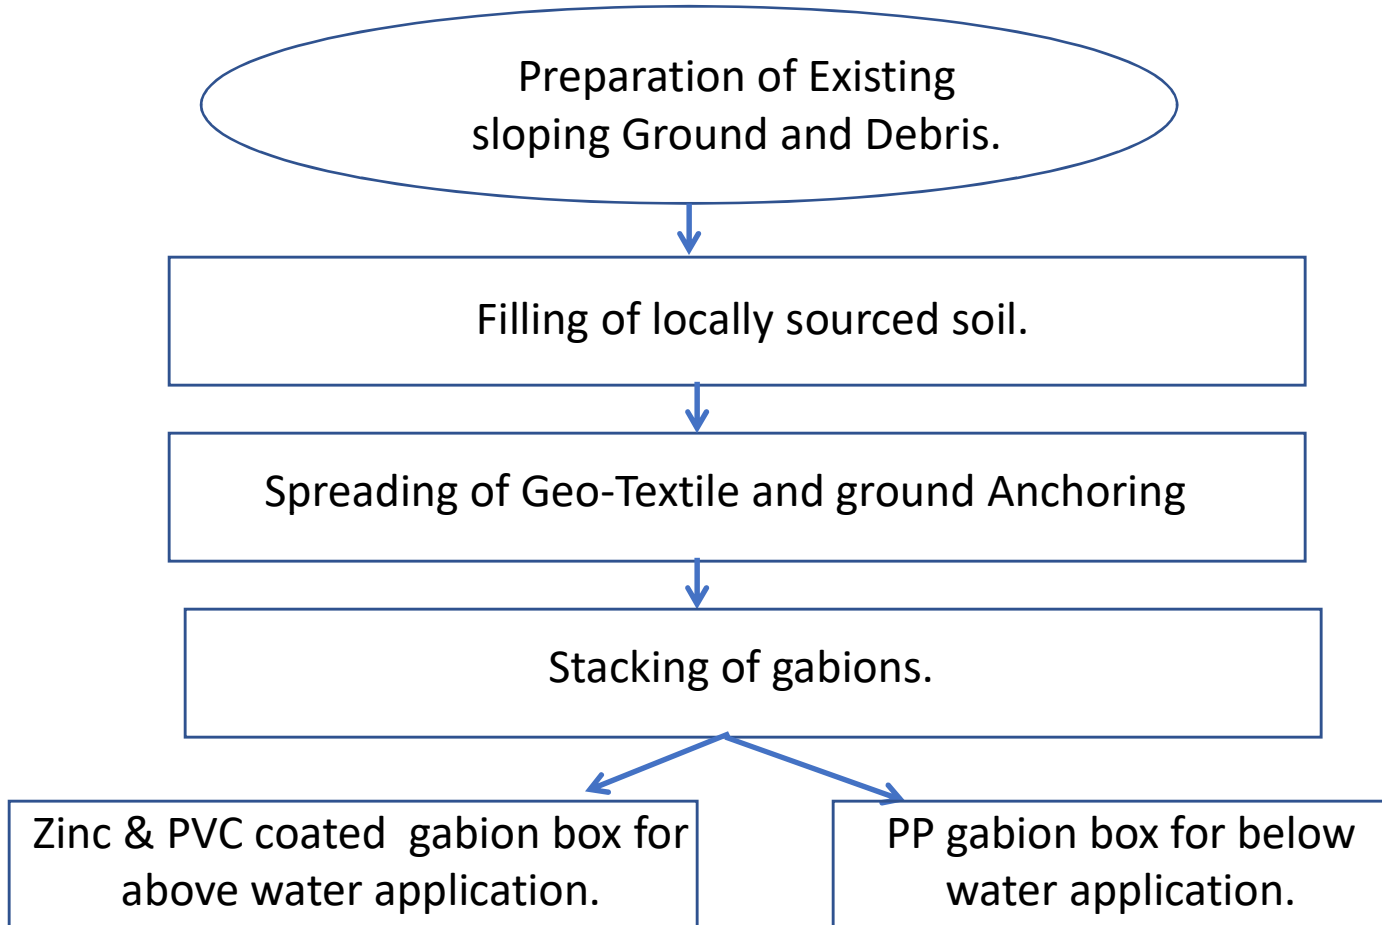 Preparation of Existing
sloping Ground and Debris.
Filling of locally sourced soil.
Spreading of Geo-Textile and ground Anchoring
Stacking of gabions.
Zinc & PVC coated gabion box for
above water application.
PP gabion box for below
water application.